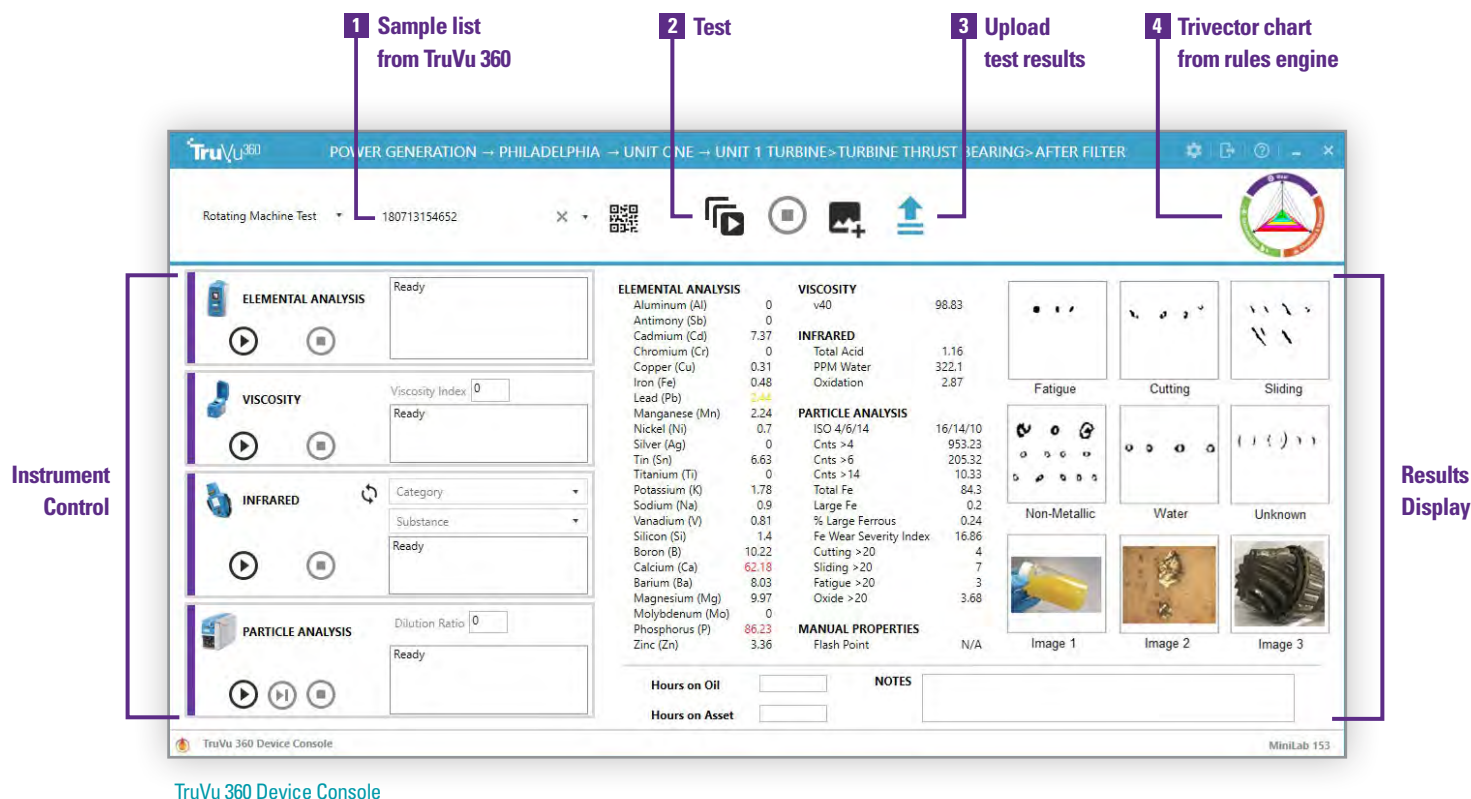 1 Sample list
from TruVu 360
2 Test
3 Upload
test results
4 Trivector chart
from rules engine
TruVu360
POWER GENERATION → PHILADELPHIA → UNIT ONE → UNIT 1 TURBINE>TURBINE THRUST BEARING>AFTER FILTER
Rotating Machine Test
180713154652
Instrument
Control
ELEMENTAL ANALYSIS
Ready
VISCOSITY
Viscosity Index 0
Ready
INFRARED
Category
Substance
Ready
PARTICLE ANALYSIS
Dilution Ratio 0
Ready
ELEMENTAL ANALYSIS
Aluminum (Al) 0
Antimony (Sb) 0
Cadmium (Cd) 7.37
Chromium (Cr) 0
Copper (Cu) 0.31
Iron (Fe) 0.48
Lead (Pb) 2.44
Manganese (Mn) 2.24
Nickel (Ni) 0.7
Silver (Ag) 0
Tin (Sn) 6.63
Titanium (Ti) 0
Potassium (K) 1.78
Sodium (Na) 0.9
Vanadium (V) 0.81
Silicon (Si) 1.4
Boron (B) 10.22
Calcium (Ca) 62.18
Barium (Ba) 8.03
Magnesium (Mg) 9.97
Molybdenum (Mo) 0
Phosphorus (P) 86.23
Zinc (Zn) 3.36
VISCOSITY
v40 98.83
INFRARED
Total Acid 1.16
PPM Water 322.1
Oxidation 2.87
PARTICLE ANALYSIS
ISO 4/6/14 16/14/10
Cnts >4 953.23
Cnts >6 205.32
Cnts >14 10.33
Total Fe 84.3
Large Fe 0.2
% Large Ferrous 0.24
Fe Wear Severity Index 16.86
Cutting >20 4
Sliding >20 7
Fatigue >20 3
Oxide >20 3.68
MANUAL PROPERTIES
Flash Point N/A
Fatigue
Cutting
Sliding
Non-Metallic
Water
Unknown
Image 1
Image 2
Image 3
Hours on Oil
Hours on Asset
NOTES
Results
Display
TruVu 360 Device Console
MiniLab 153
TruVu 360 Device Console